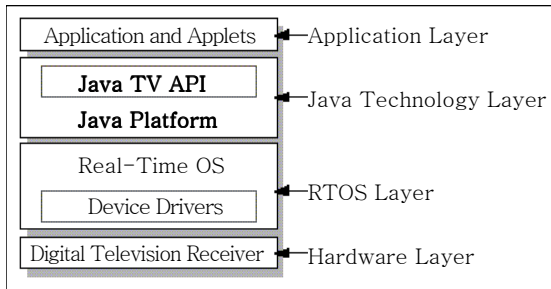 Application and Applets
Application Layer
Java TV API
Java Platform
Java Technology Layer
Real-Time OS
Device Drivers
RTOS Layer
Digital Television Receiver
Hardware Layer